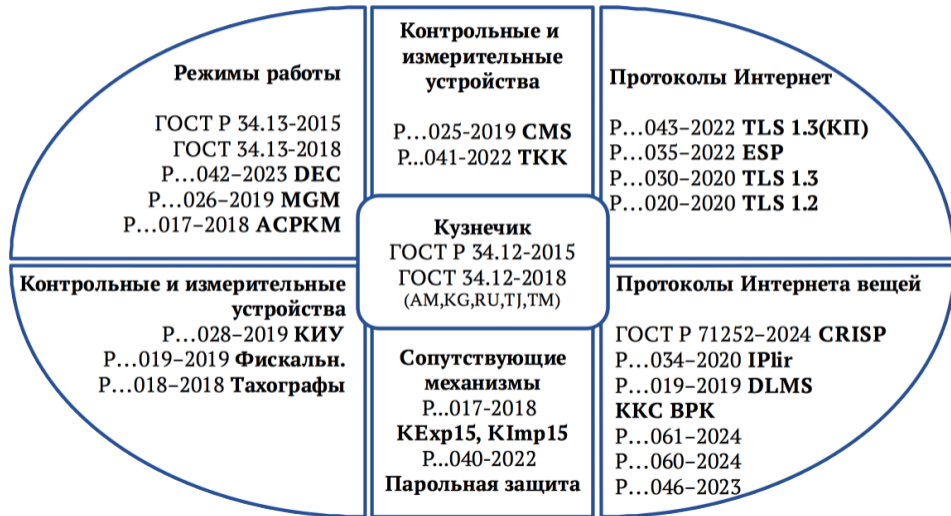 Режимы работы
ГОСТ Р 34.13-2015
ГОСТ 34.13-2018
Р…042–2023 DEC
Р…026–2019 MGM
Р…017–2018 ACPKM
Контрольные и
измерительные
устройства
Р…025-2019 CMS
Р...041-2022 ТКК
Протоколы Интернет
Р…043–2022 TLS 1.3(КП)
Р…035–2022 ESP
Р…030–2020 TLS 1.3
Р…020–2020 TLS 1.2
Кузнечик
ГОСТ Р 34.12-2015
ГОСТ 34.12-2018
(AM,KG,RU,TJ,TM)
Контрольные и измерительные
устройства
Р…028–2019 КИУ
Р…019–2019 Фискальн.
Р…018–2018 Тахографы
Сопутствующие
механизмы
Р...017-2018
KExp15, KImp15
Р...040-2022
Парольная защита
Протоколы Интернета вещей
ГОСТ Р 71252–2024 CRISP
Р…034–2020 IPlir
Р…019–2019 DLMS
ККС ВРК
Р…061–2024
Р…060–2024
Р…046–2023